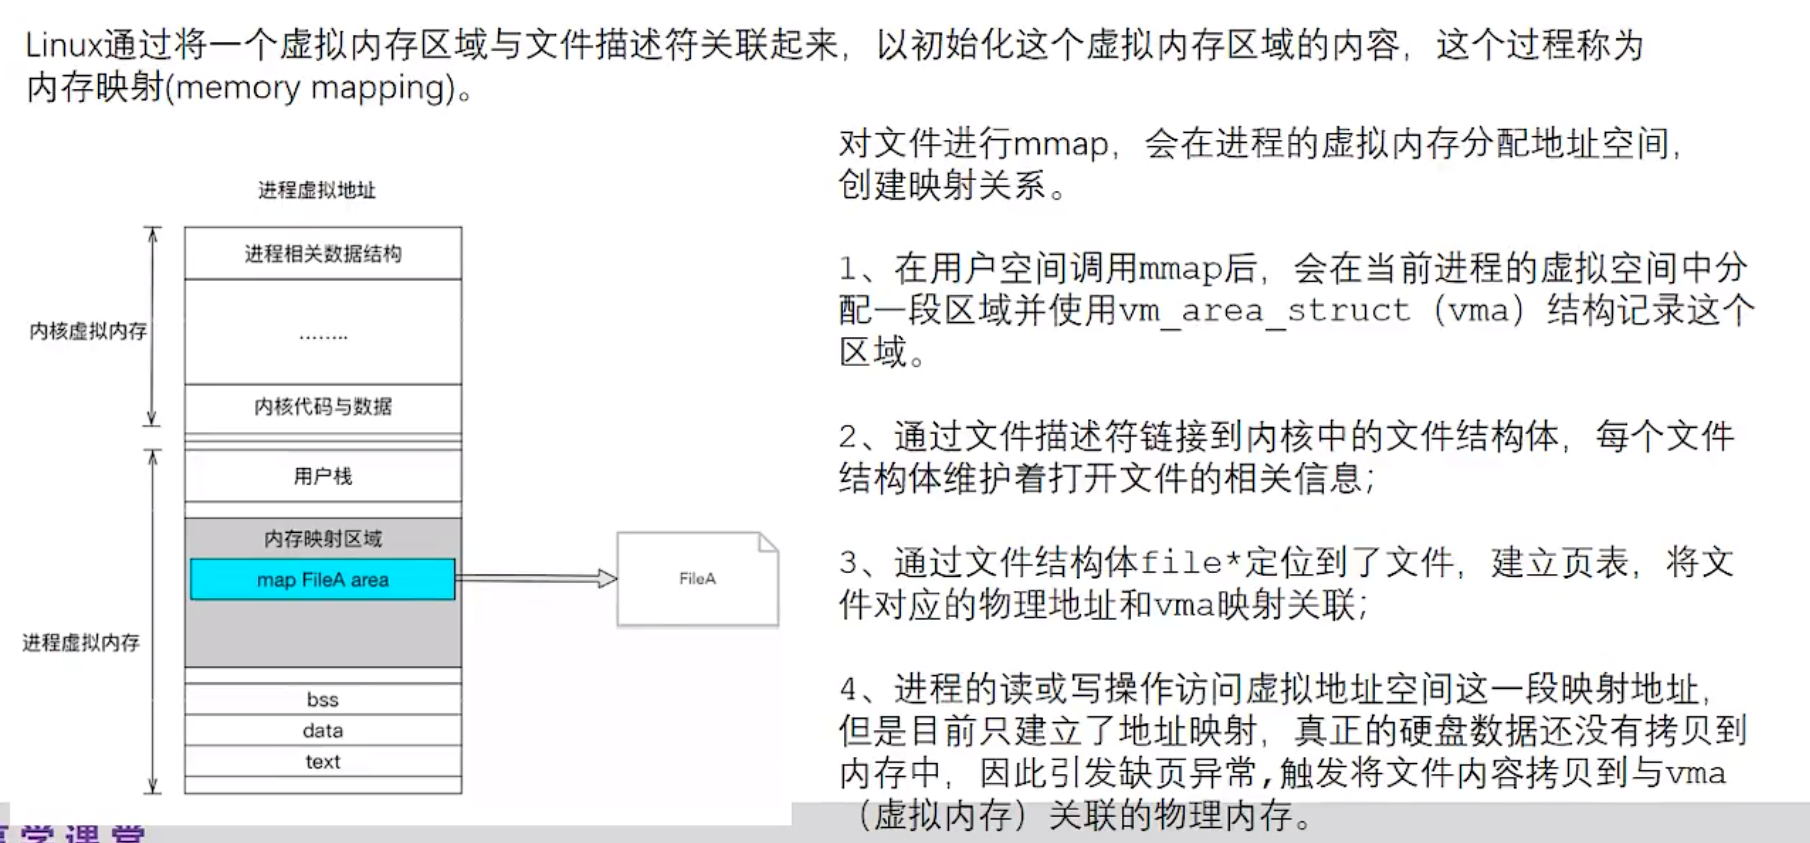 Linux通过将一个虚拟内存区域与文件描述符关联起来，以初始化这个虚拟内存区域的内容，这个过程称为
内存映射(memory mapping)。
进程虚拟地址
进程相关数据结构
........
内核虚拟内存
内核代码与数据
用户栈
内存映射区域
map FileA area
FileA
进程虚拟内存
bss
data
text
对文件进行mmap，会在进程的虚拟内存分配地址空间，
创建映射关系。
1、在用户空间调用mmap后，会在当前进程的虚拟空间中分
配一段区域并使用vm_area_struct（vma）结构记录这个
区域。
2、通过文件描述符链接到内核中的文件结构体，每个文件
结构体维护着打开文件的相关信息；
3、通过文件结构体file*定位到了文件，建立页表，将文
件对应的物理地址和vma映射关联；
4、进程的读或写操作访问虚拟地址空间这一段映射地址，
但是目前只建立了地址映射，真正的硬盘数据还没有拷贝到
内存中，因此引发缺页异常,触发将文件内容拷贝到与vma
（虚拟内存）关联的物理内存。
学课堂